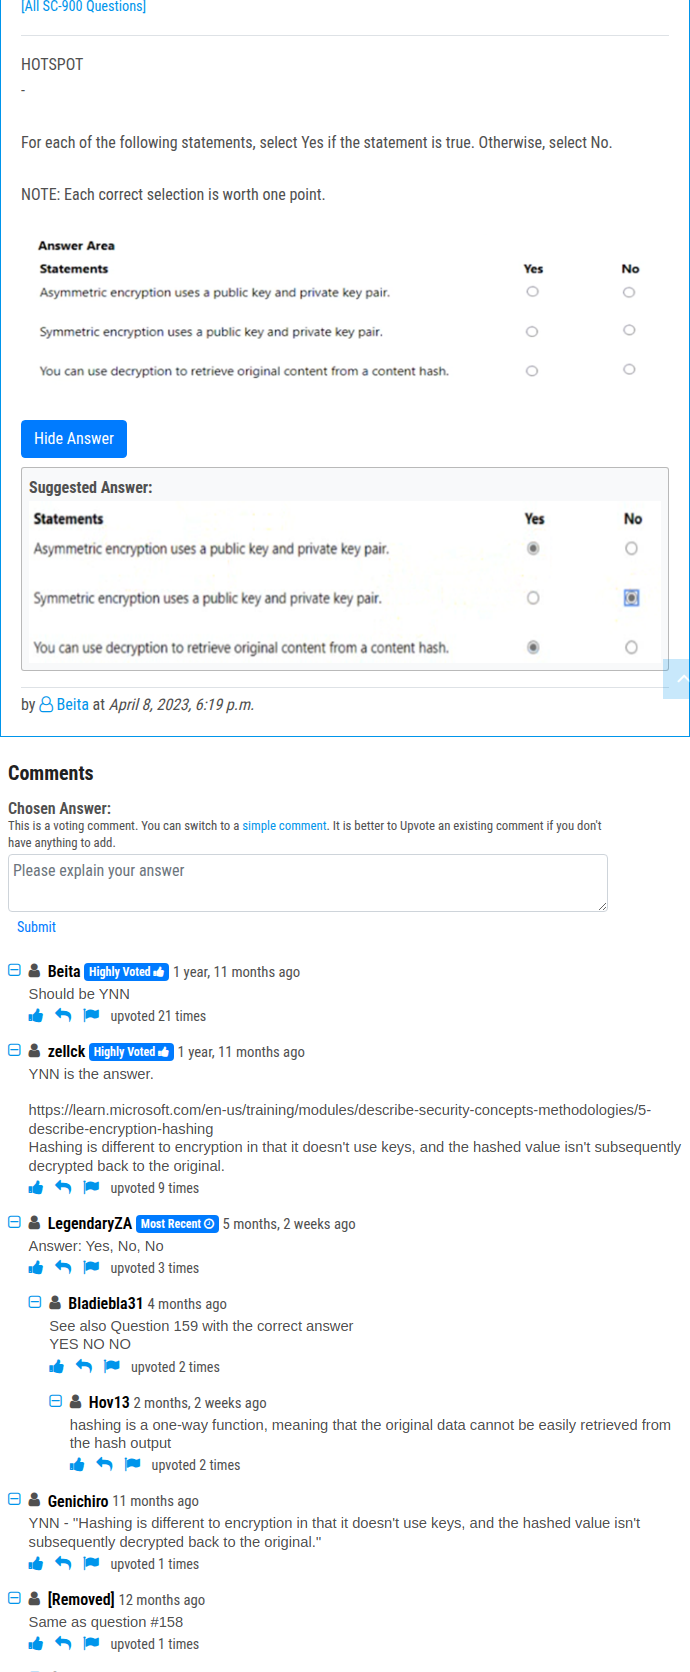 [All SC-900 Questions]
HOTSPOT
-
For each of the following statements, select Yes if the statement is true. Otherwise, select No.
NOTE: Each correct selection is worth one point.
Answer Area
Statements Yes No
Asymmetric encryption uses a public key and private key pair.
Symmetric encryption uses a public key and private key pair.
You can use decryption to retrieve original content from a content hash.
Hide Answer
Suggested Answer:
Statements Yes No
Asymmetric encryption uses a public key and private key pair.
Symmetric encryption uses a public key and private key pair.
You can use decryption to retrieve original content from a content hash.
by Beita at April 8, 2023, 6:19 p.m.
Comments
Chosen Answer:
This is a voting comment. You can switch to a simple comment. It is better to Upvote an existing comment if you don't
have anything to add.
Please explain your answer
Submit
Beita Highly Voted 1 year, 11 months ago
Should be YNN
upvoted 21 times
zellck Highly Voted 1 year, 11 months ago
YNN is the answer.
https://learn.microsoft.com/en-us/training/modules/describe-security-concepts-methodologies/5-
describe-encryption-hashing
Hashing is different to encryption in that it doesn't use keys, and the hashed value isn't subsequently
decrypted back to the original.
upvoted 9 times
LegendaryZA Most Recent 5 months, 2 weeks ago
Answer: Yes, No, No
upvoted 3 times
Bladiebla31 4 months ago
See also Question 159 with the correct answer
YES NO NO
upvoted 2 times
Hov13 2 months, 2 weeks ago
hashing is a one-way function, meaning that the original data cannot be easily retrieved from
the hash output
upvoted 2 times
Genichiro 11 months ago
YNN - "Hashing is different to encryption in that it doesn't use keys, and the hashed value isn't
subsequently decrypted back to the original."
upvoted 1 times
[Removed] 12 months ago
Same as question #158
upvoted 1 times